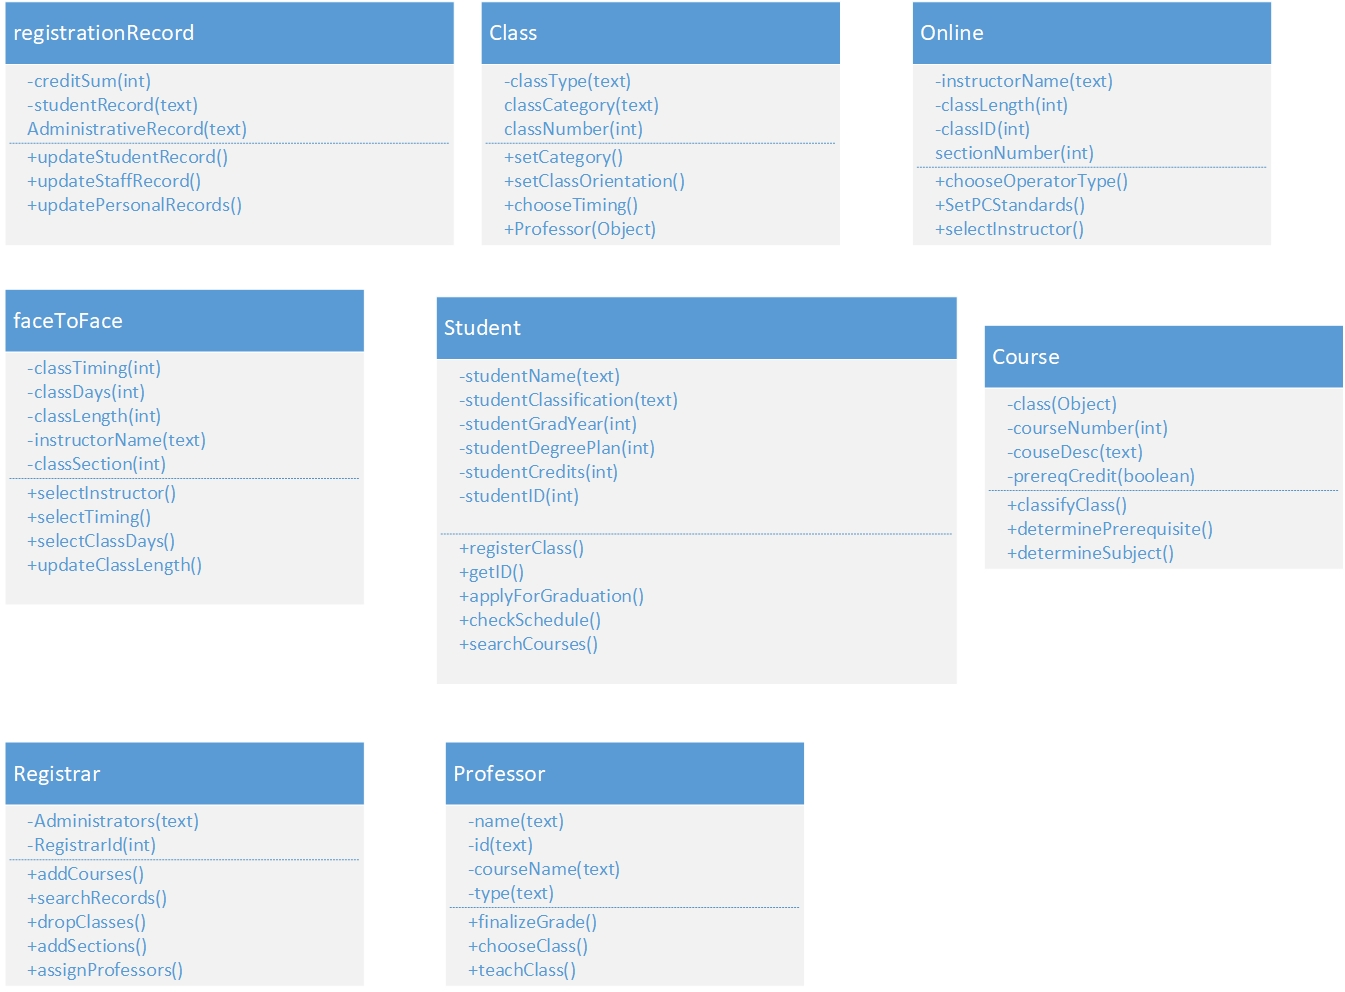 registrationRecord
-creditSum(int)
-studentRecord(text)
AdministrativeRecord(text)
+updateStudentRecord()
+updateStaffRecord()
+updatePersonalRecords()
Class
-classType(text)
classCategory(text)
classNumber(int)
+setCategory()
+setClassOrientation()
+chooseTiming()
+Professor(Object)
Online
-instructorName(text)
-classLength(int)
-classID(int)
sectionNumber(int)
+chooseOperatorType()
+SetPCStandards()
+selectInstructor()
faceToFace
-classTiming(int)
-classDays(int)
-classLength(int)
-instructorName(text)
-classSection(int)
+selectInstructor()
+selectTiming()
+selectClassDays()
+updateClassLength()
Student
-studentName(text)
-studentClassification(text)
-studentGradYear(int)
-studentDegreePlan(int)
-studentCredits(int)
-studentID(int)
+registerClass()
+getID()
+applyForGraduation()
+checkSchedule()
+searchCourses()
Course
-class(Object)
-courseNumber(int)
-couseDesc(text)
-prereqCredit(boolean)
+classifyClass()
+determinePrerequisite()
+determineSubject()
Registrar
-Administrators(text)
-RegistrarId(int)
+addCourses()
+searchRecords()
+dropClasses()
+addSections()
+assignProfessors()
Professor
-name(text)
-id(text)
-courseName(text)
-type(text)
+finalizeGrade()
+chooseClass()
+teachClass()